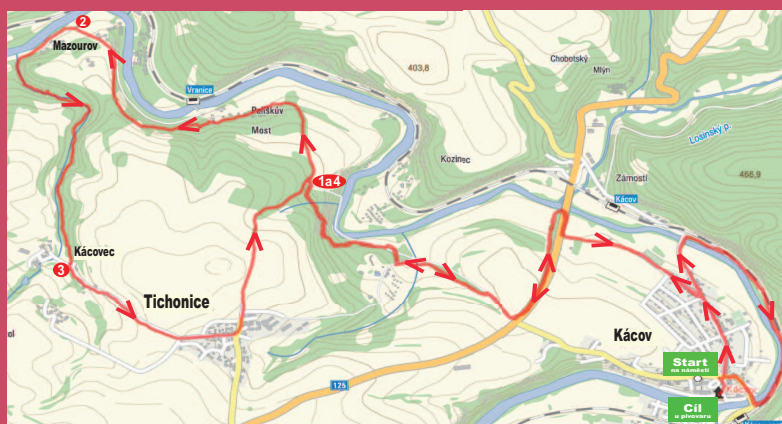 2
Mazourov
403,8
Chobotský
Mlýn
Vranice
Pelíškův
Most
Lošinský p.
1a4
Kozinec
Zámostí
466,9
Kácov
Kácovec
3
Tichonice
Kácov
Start
na náměstí
125
Cíl
u pivovaru